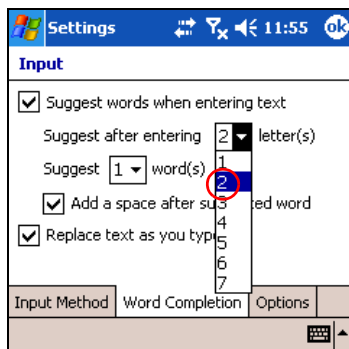 Settings 11:55 ok
Input
Suggest words when entering text
Suggest after entering 2 letter(s)
Suggest 1 word(s)
1
2
Add a space after su ted word
3
4
Replace text as you typ
5
6
7
Input Method Word Completion Options